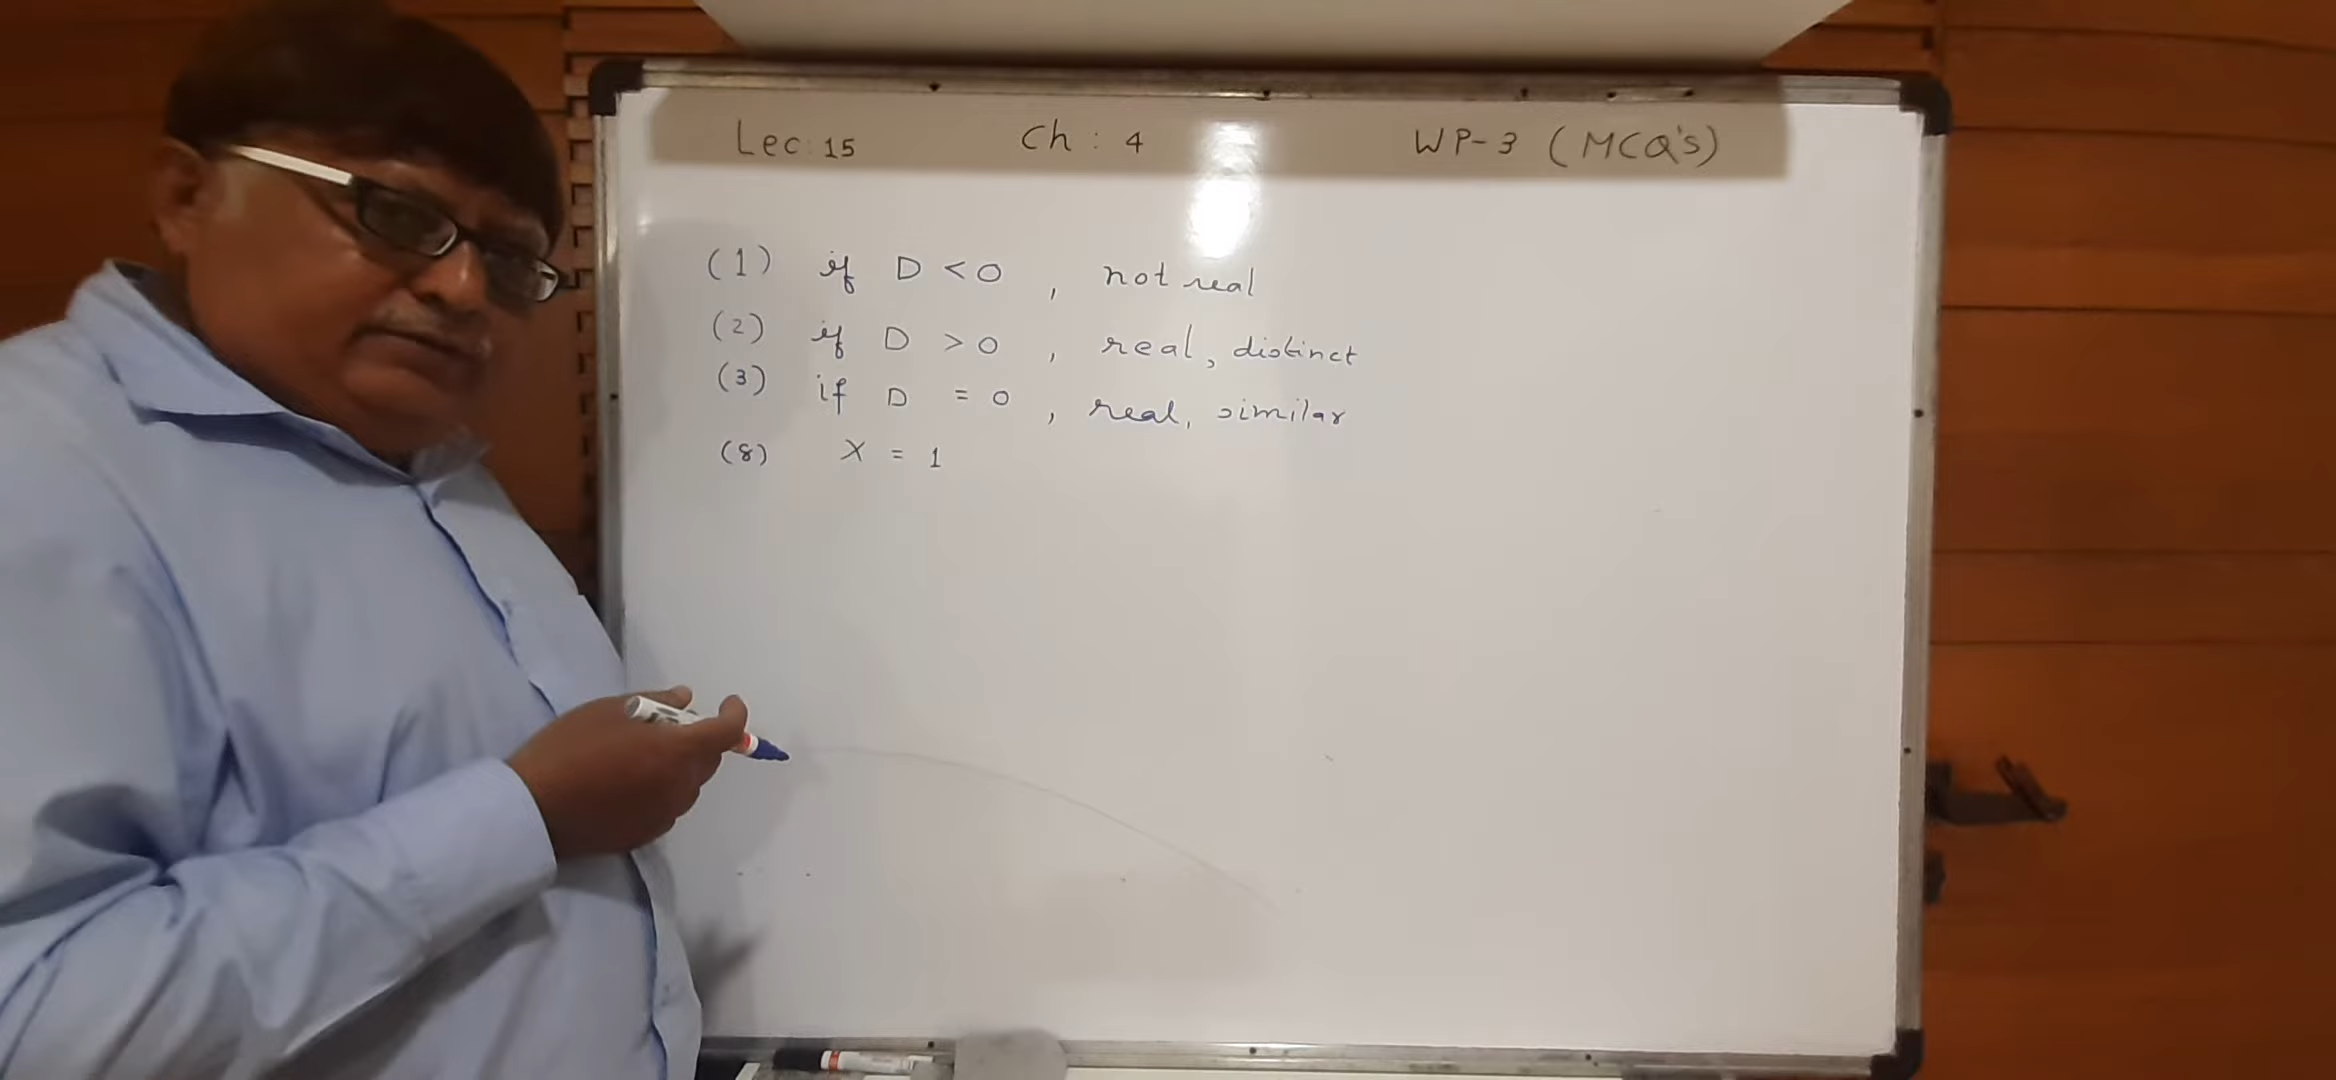 Lec: 15 Ch : 4 WP-3 (MCQ's)
(1) if D < 0 , not real
(2) if D > 0 , real, distinct
(3) if D = 0 , real, similar
(8) X = 1